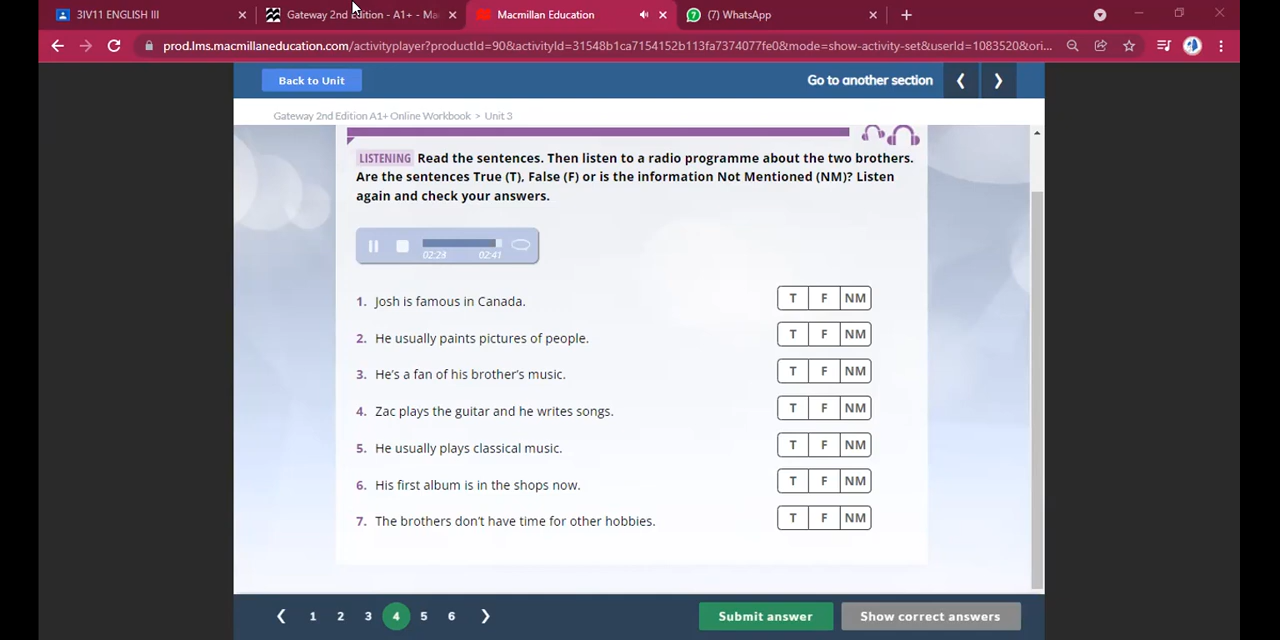 3IV11 ENGLISH III
Gateway 2nd Edition - A1+ - Ma
Macmillan Education
(7) WhatsApp
prod.lms.macmillaneducation.com/activityplayer?productId=90&activityId=31548b1ca7154152b113fa7374077fe0&mode=show-activity-set&userId=1083520&ori...
Back to Unit
Go to another section
Gateway 2nd Edition A1+ Online Workbook > Unit 3
LISTENING Read the sentences. Then listen to a radio programme about the two brothers.
Are the sentences True (T), False (F) or is the information Not Mentioned (NM)? Listen
again and check your answers.
02:23 02:41
1. Josh is famous in Canada. T F NM
2. He usually paints pictures of people. T F NM
3. He's a fan of his brother's music. T F NM
4. Zac plays the guitar and he writes songs. T F NM
5. He usually plays classical music. T F NM
6. His first album is in the shops now. T F NM
7. The brothers don't have time for other hobbies. T F NM
1 2 3 4 5 6
Submit answer
Show correct answers